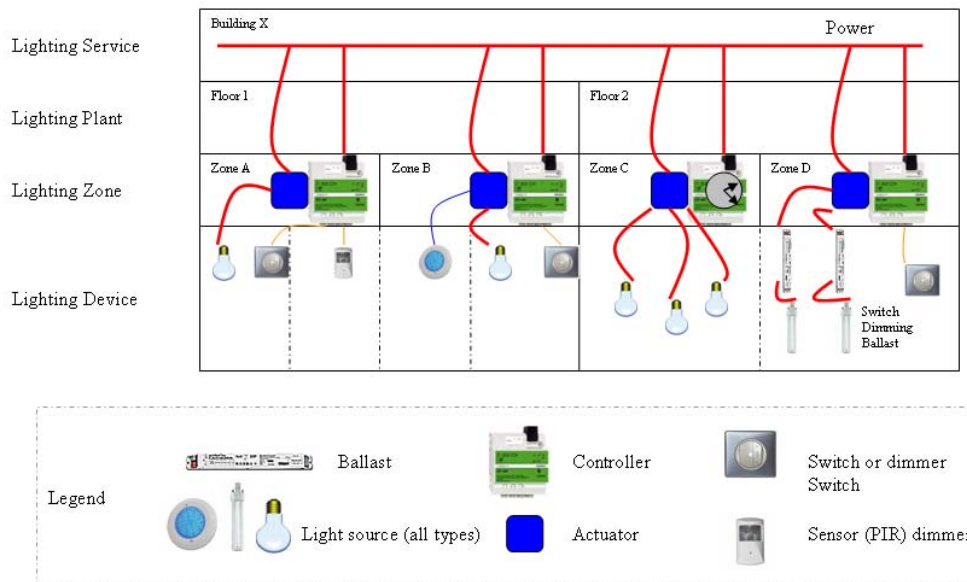 Lighting Service
Building X
Power
Lighting Plant
Floor 1
Floor 2
Lighting Zone
Zone A
Zone B
Zone C
Zone D
Lighting Device
Switch
Dimming
Ballast
Legend
Ballast
Controller
Switch or dimmer
Switch
Light source (all types)
Actuator
Sensor (PIR) dimmer